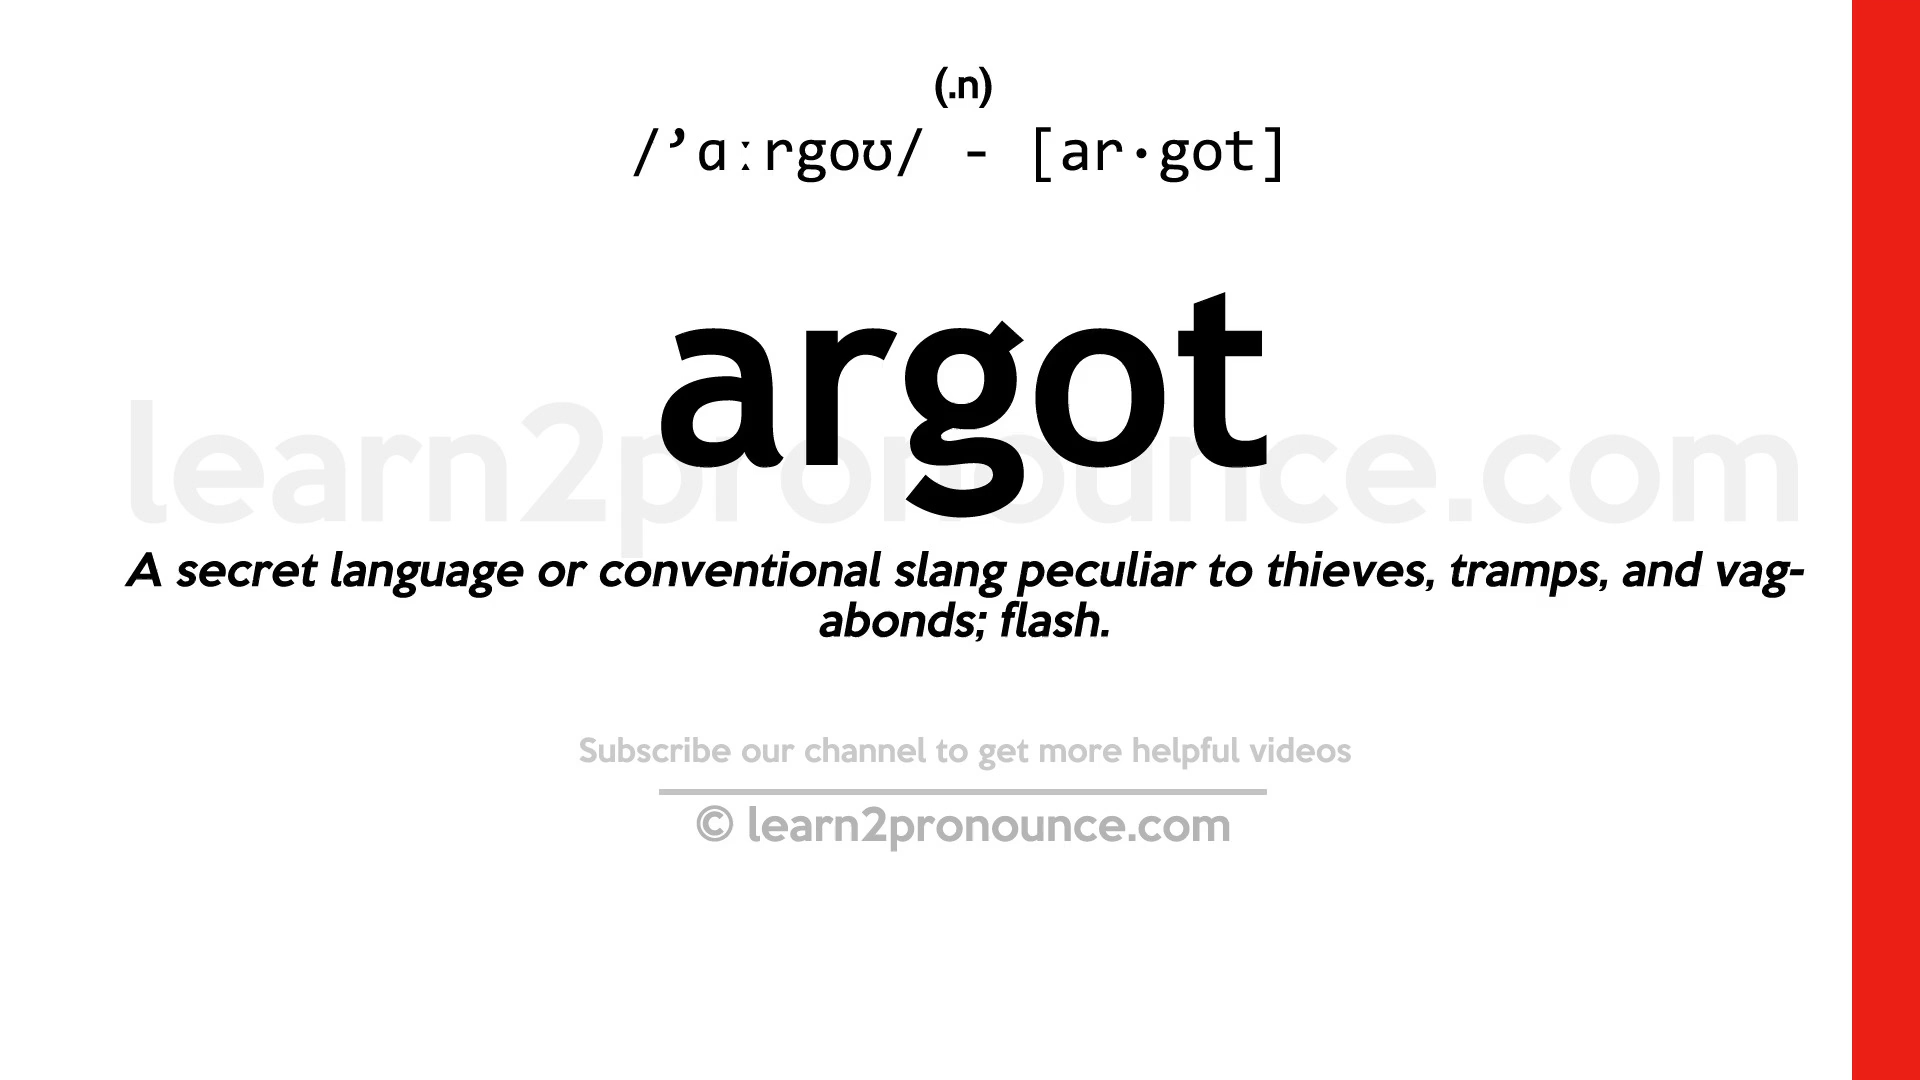 (.n)
/’ɑːrgoʊ/ - [ar·got]
argot
learn2pronounce.com
A secret language or conventional slang peculiar to thieves, tramps, and vag-
abonds; flash.
Subscribe our channel to get more helpful videos
© learn2pronounce.com